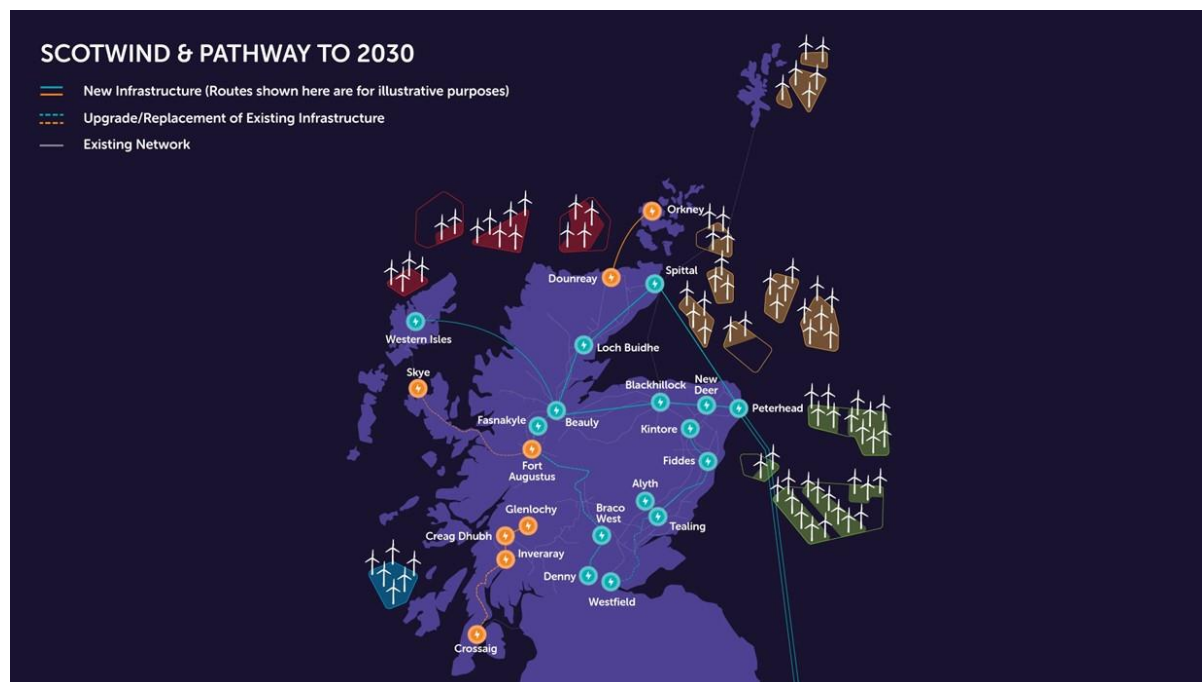 SCOTWIND & PATHWAY TO 2030
New Infrastructure (Routes shown here are for illustrative purposes)
Upgrade/Replacement of Existing Infrastructure
Existing Network
Orkney
Dounreay
Spittal
Western Isles
Loch Buidhe
Skye
Blackhillock
New
Deer
Peterhead
Fasnakyle
Beauly
Kintore
Fort
Augustus
Fiddes
Alyth
Glenlochy
Braco
West
Tealing
Creag Dhubh
Inveraray
Denny
Westfield
Crossaig